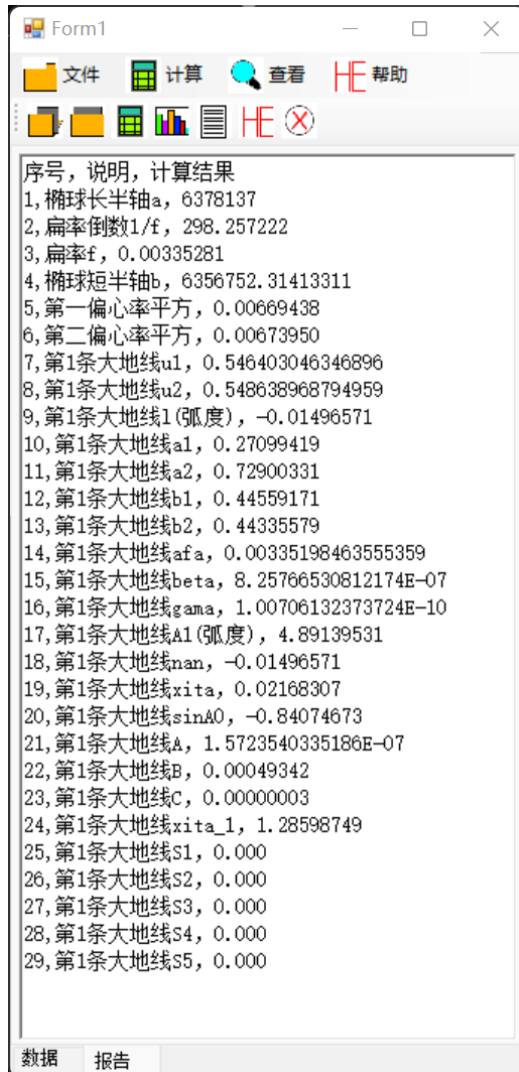 Form1
文件 计算 查看 帮助
序号，说明，计算结果
1,椭球长半轴a，6378137
2,扁率倒数1/f，298.257222
3,扁率f，0.00335281
4,椭球短半轴b，6356752.31413311
5,第一偏心率平方，0.00669438
6,第二偏心率平方，0.00673950
7,第1条大地线u1，0.546403046346896
8,第1条大地线u2，0.548638968794959
9,第1条大地线l(弧度)，-0.01496571
10,第1条大地线a1，0.27099419
11,第1条大地线a2，0.72900331
12,第1条大地线b1，0.44559171
13,第1条大地线b2，0.44335579
14,第1条大地线afa，0.00335198463555359
15,第1条大地线beta，8.25766530812174E-07
16,第1条大地线gama，1.00706132373724E-10
17,第1条大地线A1(弧度)，4.89139531
18,第1条大地线nan，-0.01496571
19,第1条大地线xita，0.02168307
20,第1条大地线sinA0，-0.84074673
21,第1条大地线A，1.5723540335186E-07
22,第1条大地线B，0.00049342
23,第1条大地线C，0.00000003
24,第1条大地线xita_1，1.28598749
25,第1条大地线S1，0.000
26,第1条大地线S2，0.000
27,第1条大地线S3，0.000
28,第1条大地线S4，0.000
29,第1条大地线S5，0.000
数据 报告